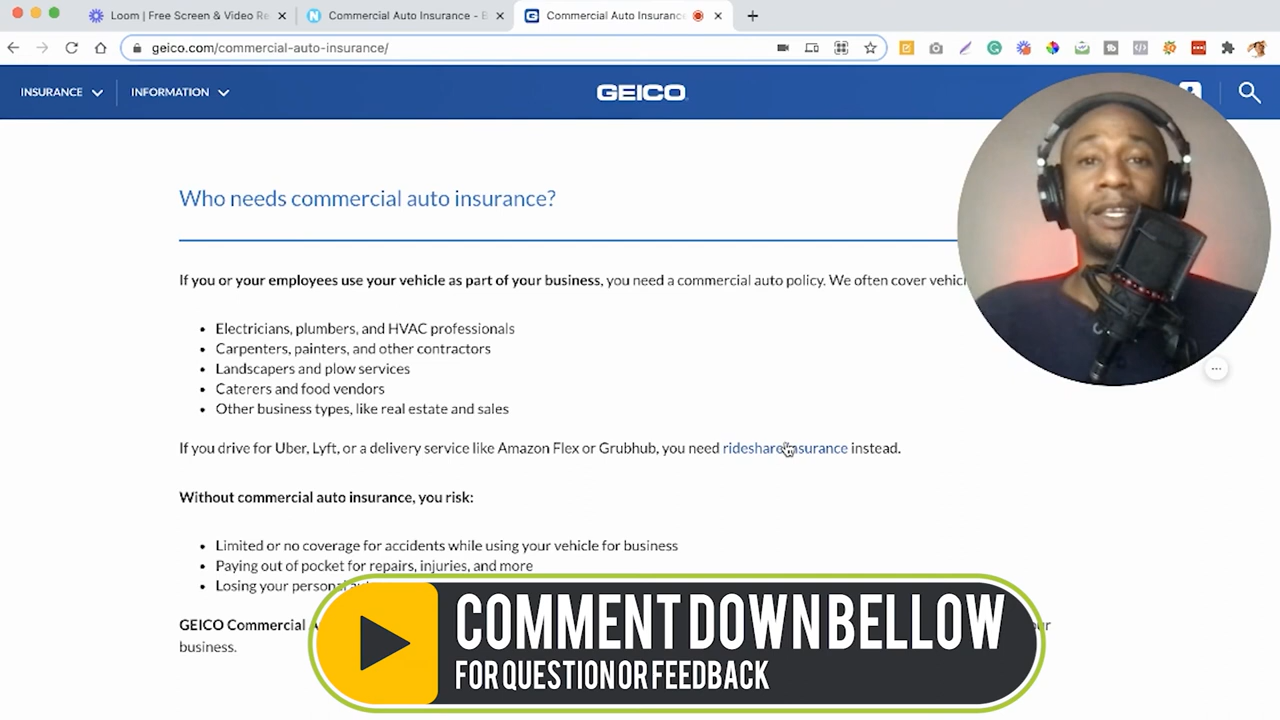 Loom | Free Screen & Video Re
Commercial Auto Insurance -
Commercial Auto Insurance
geico.com/commercial-auto-insurance/
INSURANCE
INFORMATION
GEICO
Who needs commercial auto insurance?
If you or your employees use your vehicle as part of your business, you need a commercial auto policy. We often cover
Electricians, plumbers, and HVAC professionals
Carpenters, painters, and other contractors
Landscapers and plow services
Caterers and food vendors
Other business types, like real estate and sales
If you drive for Uber, Lyft, or a delivery service like Amazon Flex or Grubhub, you need rideshare insurance instead.
Without commercial auto insurance, you risk:
Limited or no coverage for accidents while using your vehicle for business
Paying out of pocket for repairs, injuries, and more
Losing your personal
GEICO Commercial
business.
COMMENT DOWN BELLOW
FOR QUESTION OR FEEDBACK